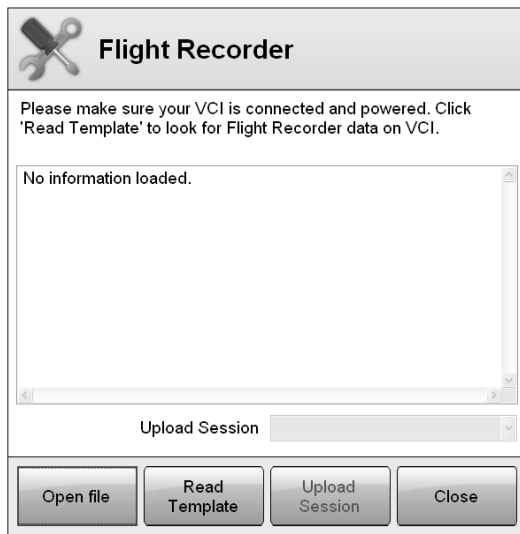 Flight Recorder
Please make sure your VCI is connected and powered. Click
'Read Template' to look for Flight Recorder data on VCI.
No information loaded.
Upload Session
Open file
Read
Template
Upload
Session
Close